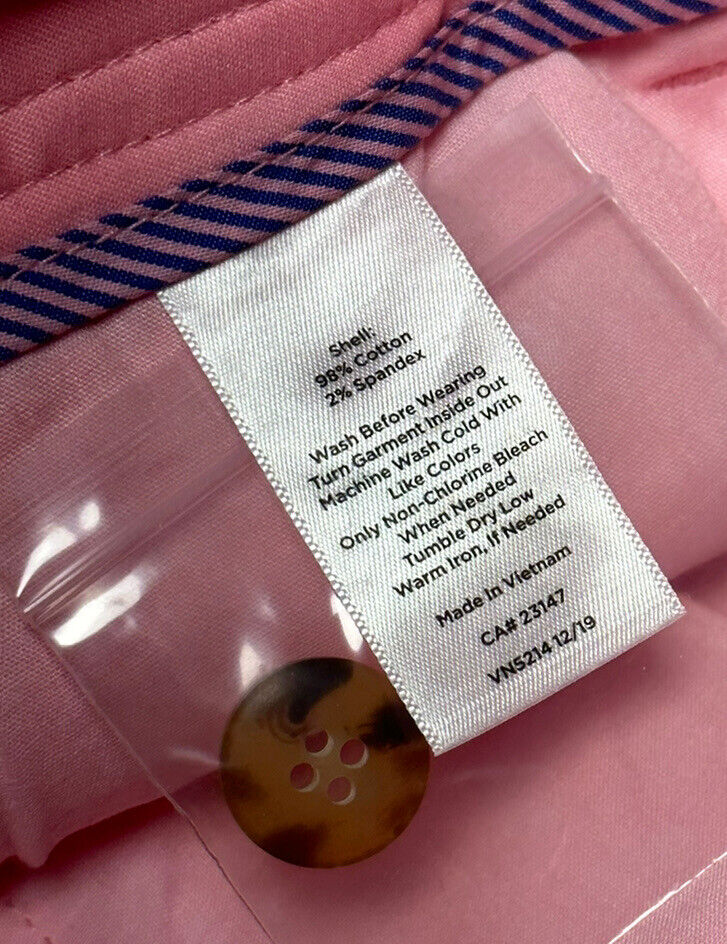 Shell:
98% Cotton
2% Spandex
Wash Before Wearing
Turn Garment Inside Out
Machine Wash Cold With
Like Colors
Only Non-Chlorine Bleach
When Needed
Tumble Dry Low
Warm Iron, If Needed
Made In Vietnam
CA# 23147
VN5214 12/19